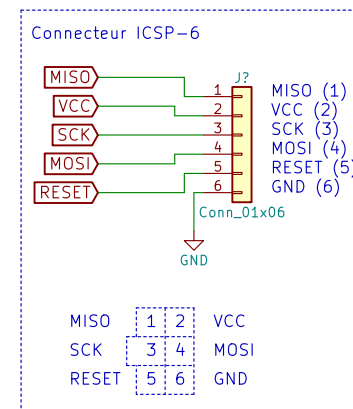 Connecteur ICSP-6
J?
MISO 1 MISO (1)
VCC 2 VCC (2)
SCK 3 SCK (3)
MOSI 4 MOSI (4)
RESET 5 RESET (5)
6 GND (6)
Conn_01x06
GND
MISO 1 2 VCC
SCK 3 4 MOSI
RESET 5 6 GND